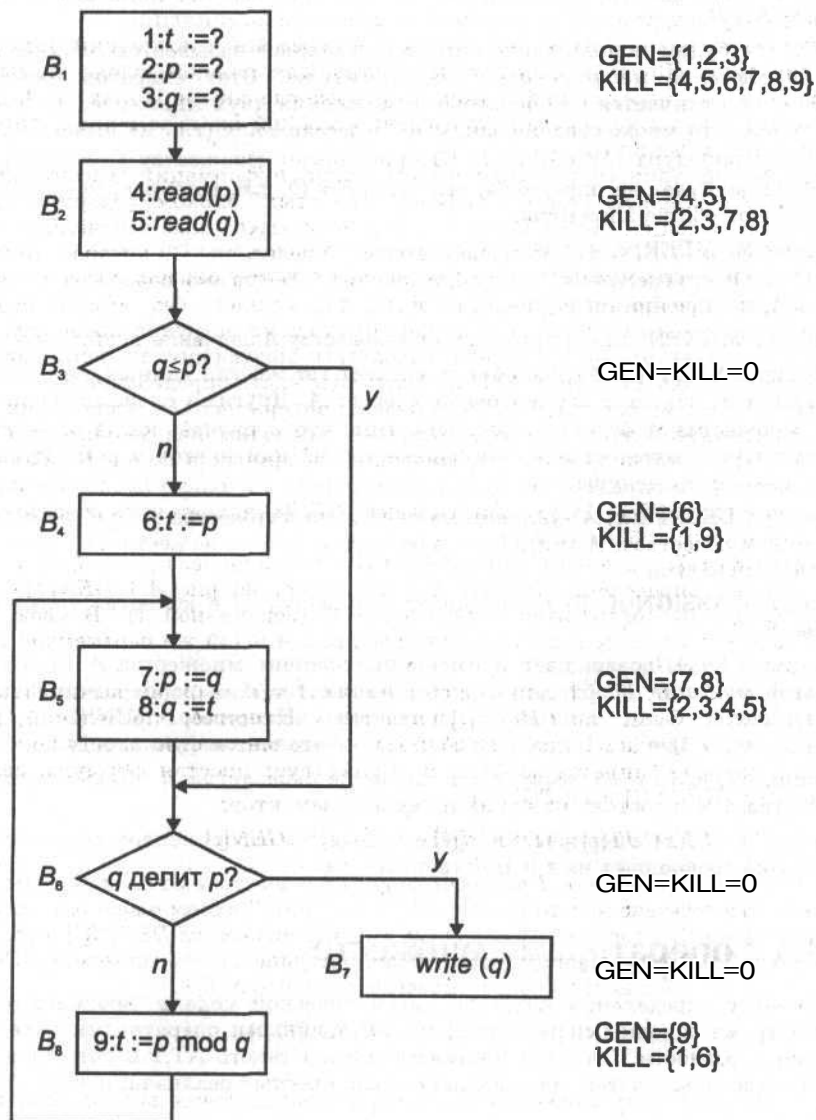 B₁
1:t :=?
2:p :=?
3:q :=?
GEN={1,2,3}
KILL={4,5,6,7,8,9}
B₂
4:read(p)
5:read(q)
GEN={4,5}
KILL={2,3,7,8}
B₃
q≤p?
y
n
GEN=KILL=0
B₄
6:t :=p
GEN={6}
KILL={1,9}
B₅
7:p :=q
8:q :=t
GEN={7,8}
KILL={2,3,4,5}
B₆
q делит p?
y
n
GEN=KILL=0
B₇
write (q)
GEN=KILL=0
B₈
9:t :=p mod q
GEN={9}
KILL={1,6}